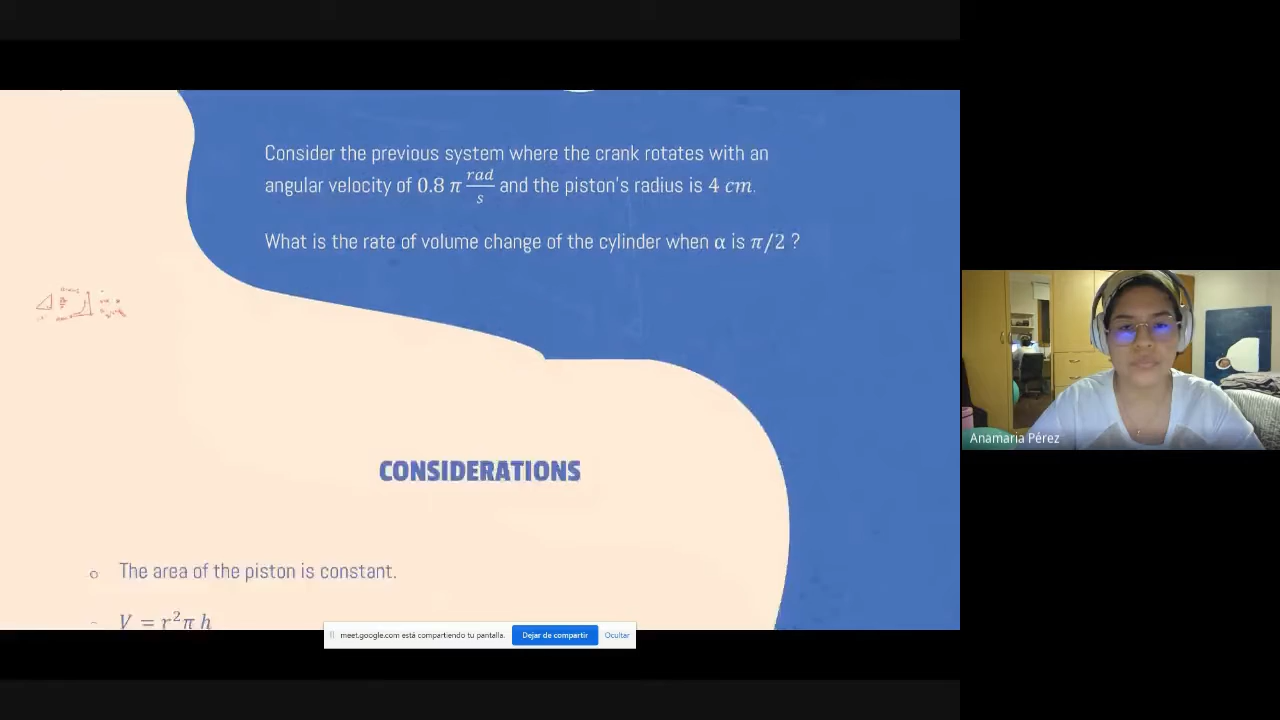 Consider the previous system where the crank rotates with an
angular velocity of 0.8 π rad/s and the piston's radius is 4 cm.
What is the rate of volume change of the cylinder when α is π/2 ?
CONSIDERATIONS
○ The area of the piston is constant.
V = r²π h
meet.google.com está compartiendo tu pantalla.
Dejar de compartir
Ocultar
Anamaria Pérez